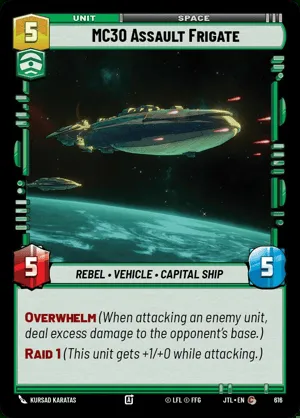 UNIT SPACE
5 MC30 ASSAULT FRIGATE
5 5
REBEL • VEHICLE • CAPITAL SHIP
OVERWHELM (When attacking an enemy unit,
deal excess damage to the opponent's base.)
RAID 1 (This unit gets +1/+0 while attacking.)
KURSAD KARATAS © LFL © FFG JTL • EN C 616